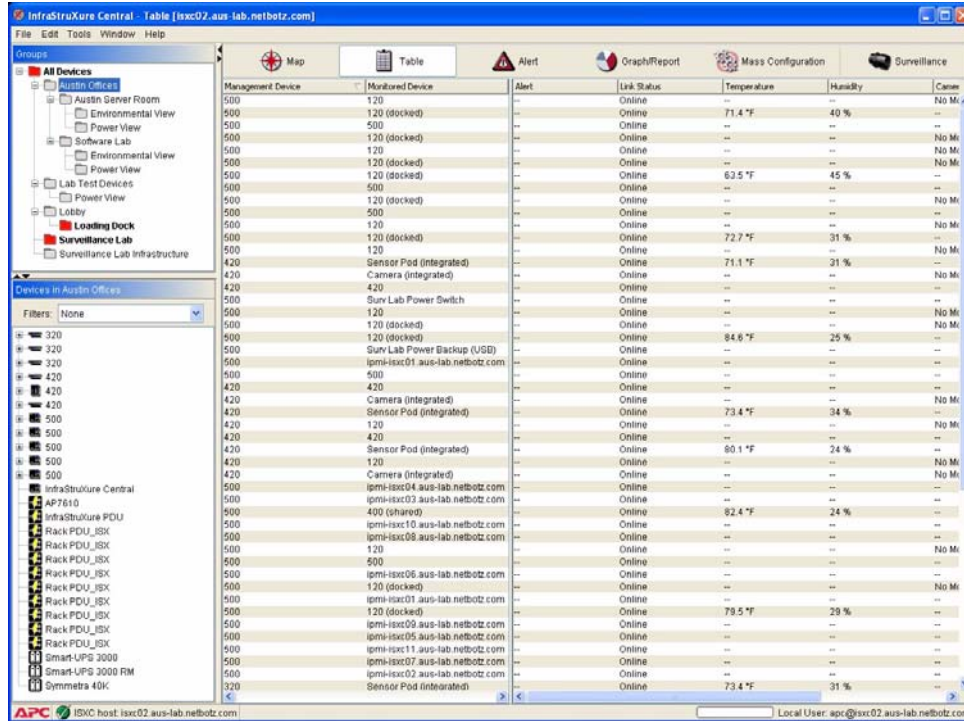 InfraStruXure Central - Table [isxc02.aus-lab.netbotz.com]
File Edit Tools Window Help
Groups
All Devices
Austin Offices
Austin Server Room
Environmental View
Power View
Software Lab
Environmental View
Power View
Lab Test Devices
Power View
Lobby
Loading Dock
Surveillance Lab
Surveillance Lab Infrastructure
Devices in Austin Offices
Filters: None
320
320
320
420
420
420
500
500
500
500
500
InfraStruXure Central
AP7610
InfraStruXure PDU
Rack PDU_ISX
Rack PDU_ISX
Rack PDU_ISX
Rack PDU_ISX
Rack PDU_ISX
Rack PDU_ISX
Rack PDU_ISX
Rack PDU_ISX
Rack PDU_ISX
Smart-UPS 3000
Smart-UPS 3000 RM
Symmetra 40K
Map Table Alert Graph/Report Mass Configuration Surveillance
Management Device Monitored Device Alert Link Status Temperature Humidity Camer
500 120 -- Online -- -- No Mo
500 120 (docked) -- Online 71.4 °F 40 % --
500 500 -- Online -- -- --
500 120 (docked) -- Online -- -- No Mo
500 120 -- Online -- -- No Mo
500 120 (docked) -- Online -- -- No Mo
500 120 (docked) -- Online 63.5 °F 45 % --
500 500 -- Online -- -- --
500 120 (docked) -- Online -- -- No Mo
500 500 -- Online -- -- --
500 120 -- Online -- -- No Mo
500 120 (docked) -- Online 72.7 °F 31 % --
500 120 -- Online -- -- No Mo
420 Sensor Pod (integrated) -- Online 71.1 °F 31 % --
420 Camera (integrated) -- Online -- -- No Mo
420 420 -- Online -- -- --
500 Surv Lab Power Switch -- Online -- -- --
500 120 -- Online -- -- No Mo
500 120 (docked) -- Online -- -- No Mo
500 120 (docked) -- Online 84.6 °F 25 % --
500 Surv Lab Power Backup (USB) -- Online -- -- --
500 ipmi-isxc01.aus-lab.netbotz.com -- Online -- -- --
500 500 -- Online -- -- --
420 420 -- Online -- -- --
420 Camera (integrated) -- Online -- -- No Mo
420 Sensor Pod (integrated) -- Online 73.4 °F 34 % --
420 120 -- Online -- -- No Mo
420 420 -- Online -- -- --
420 Sensor Pod (integrated) -- Online 80.1 °F 24 % --
420 120 -- Online -- -- No Mo
420 Camera (integrated) -- Online -- -- No Mo
500 ipmi-isxc04.aus-lab.netbotz.com -- Online -- -- --
500 ipmi-isxc03.aus-lab.netbotz.com -- Online -- -- --
500 400 (shared) -- Online 82.4 °F 24 % --
500 ipmi-isxc10.aus-lab.netbotz.com -- Online -- -- --
500 ipmi-isxc08.aus-lab.netbotz.com -- Online -- -- --
500 120 -- Online -- -- No Mo
500 500 -- Online -- -- --
500 ipmi-isxc06.aus-lab.netbotz.com -- Online -- -- --
500 120 (docked) -- Online -- -- No Mo
500 ipmi-isxc01.aus-lab.netbotz.com -- Online -- -- --
500 120 (docked) -- Online 79.5 °F 29 % --
500 ipmi-isxc09.aus-lab.netbotz.com -- Online -- -- --
500 ipmi-isxc05.aus-lab.netbotz.com -- Online -- -- --
500 ipmi-isxc11.aus-lab.netbotz.com -- Online -- -- --
500 ipmi-isxc07.aus-lab.netbotz.com -- Online -- -- --
500 ipmi-isxc02.aus-lab.netbotz.com -- Online -- -- --
320 Sensor Pod (integrated) -- Online 73.4 °F 31 % --
APC ISXC host: isxc02.aus-lab.netbotz.com Local User: apc@isxc02.aus-lab.netbotz.com